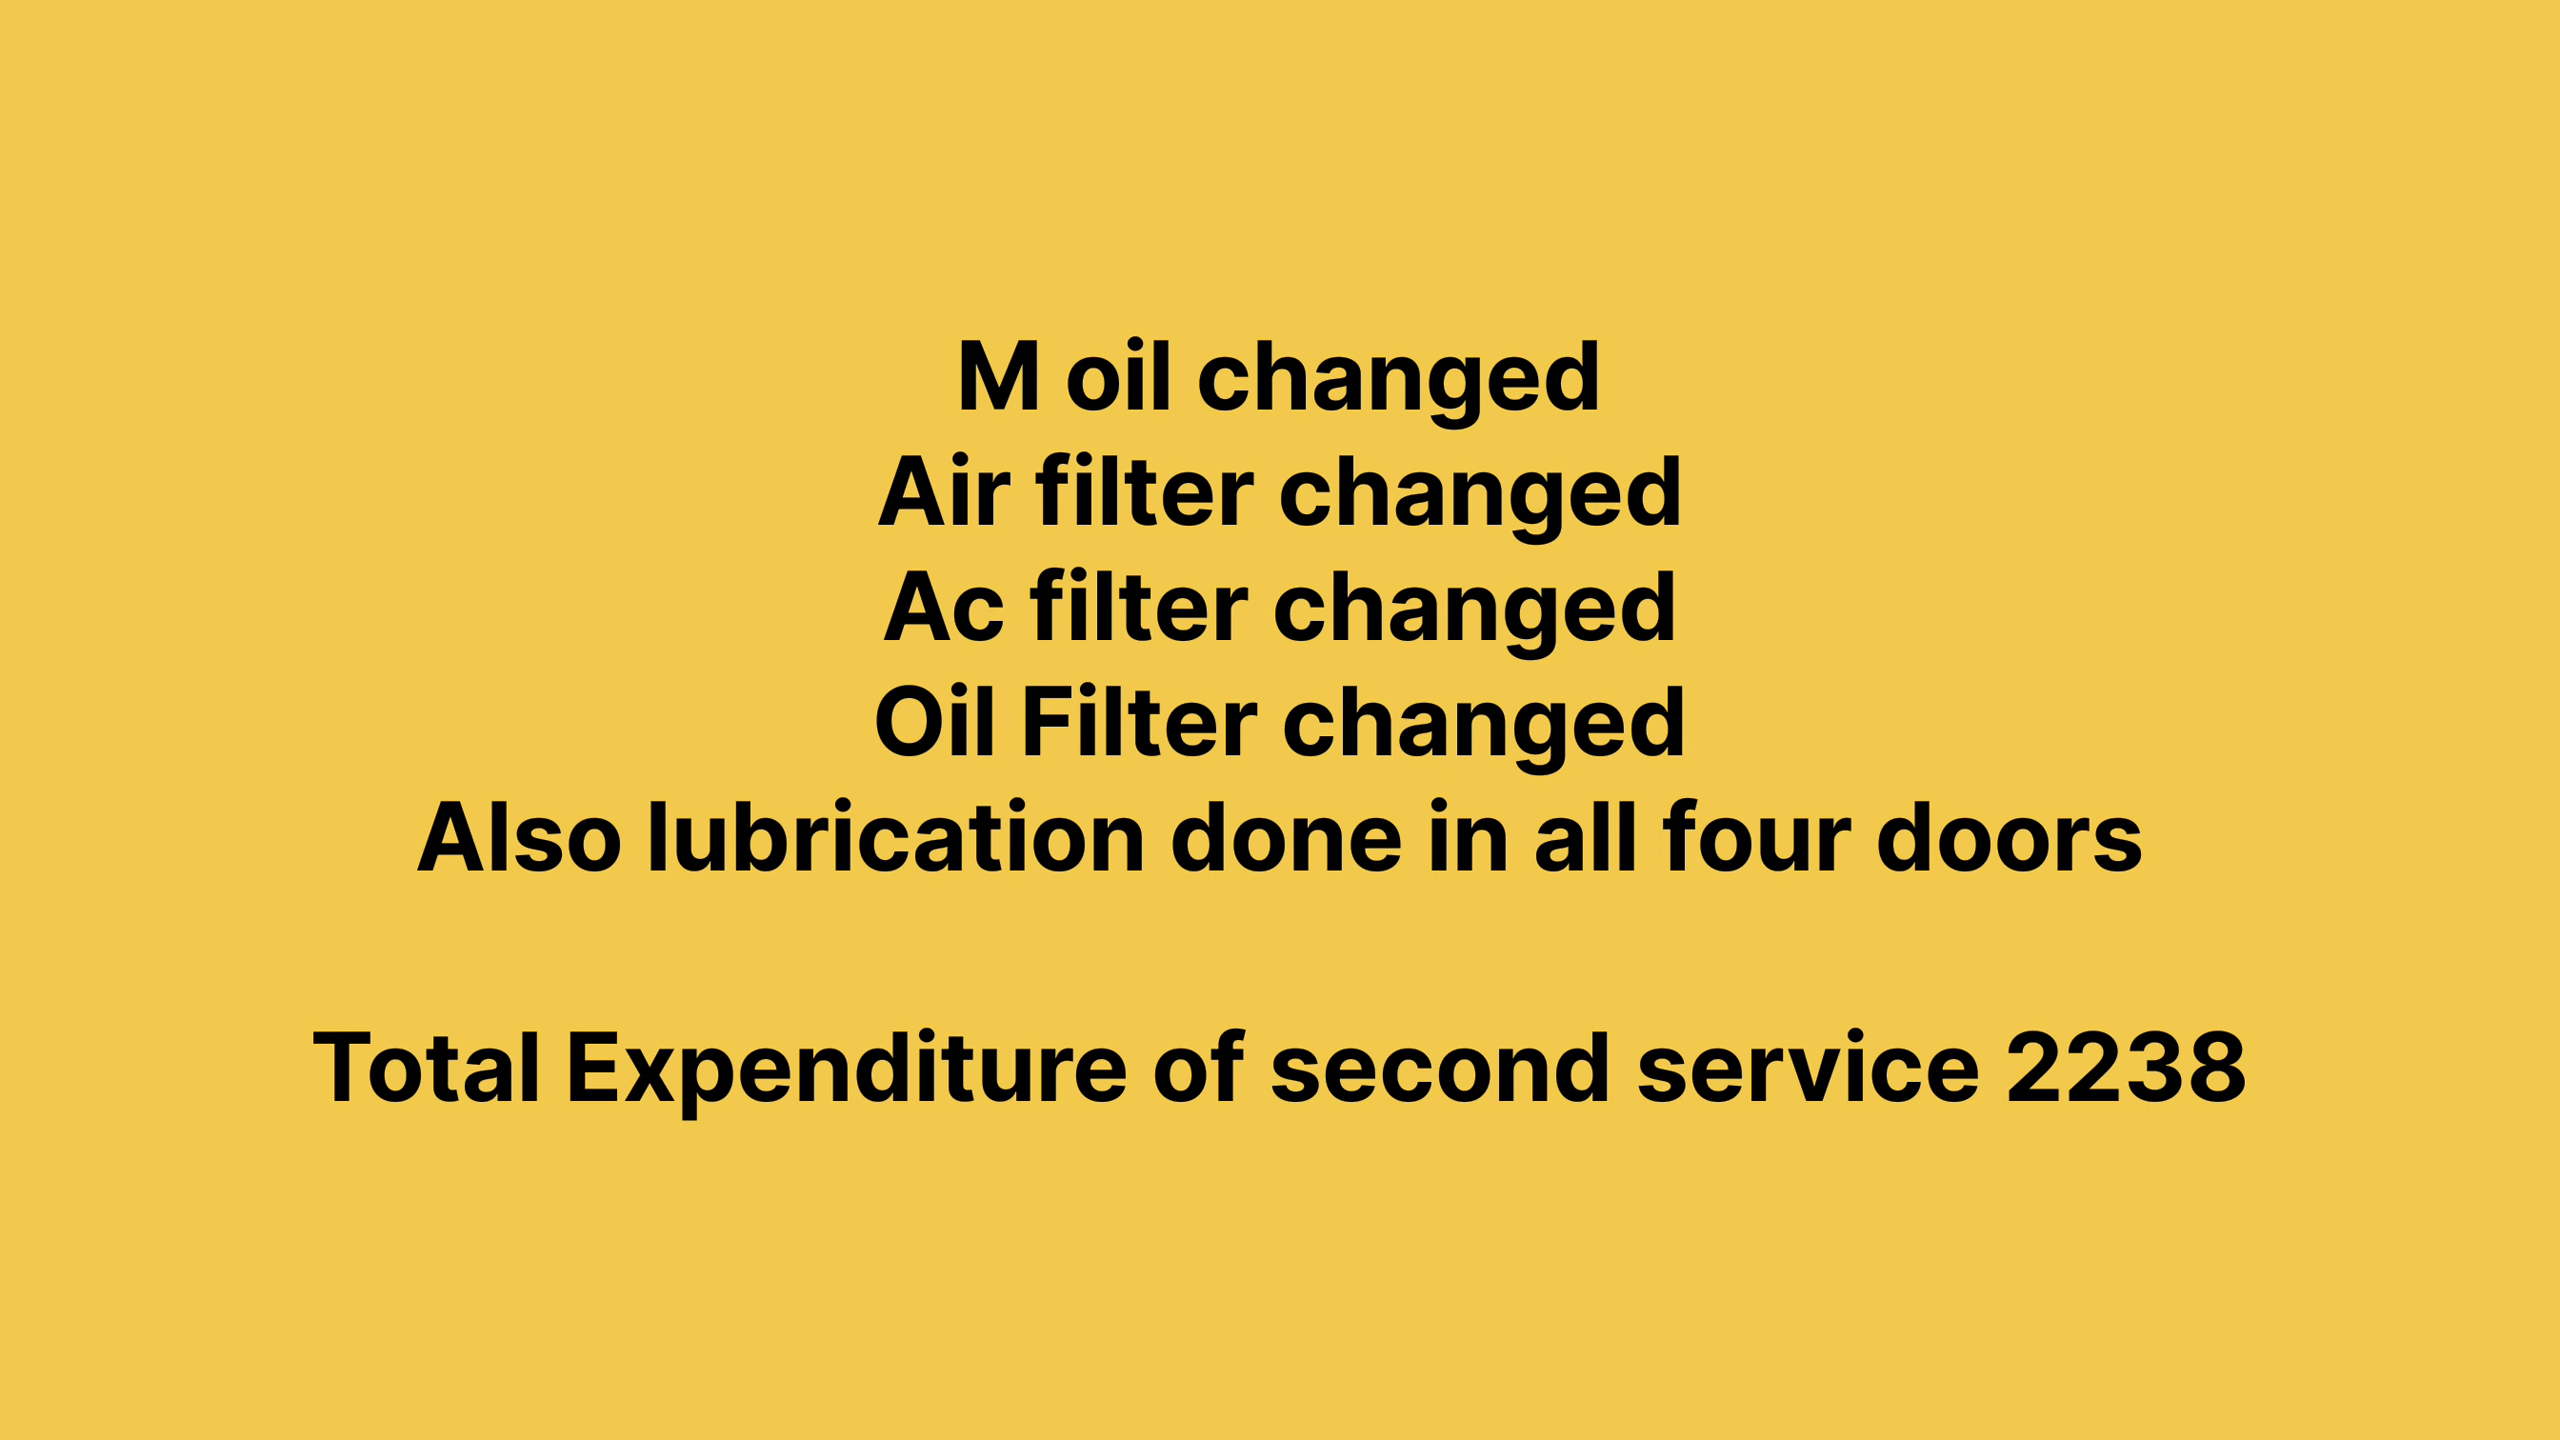 M oil changed
Air filter changed
Ac filter changed
Oil Filter changed
Also lubrication done in all four doors
Total Expenditure of second service 2238